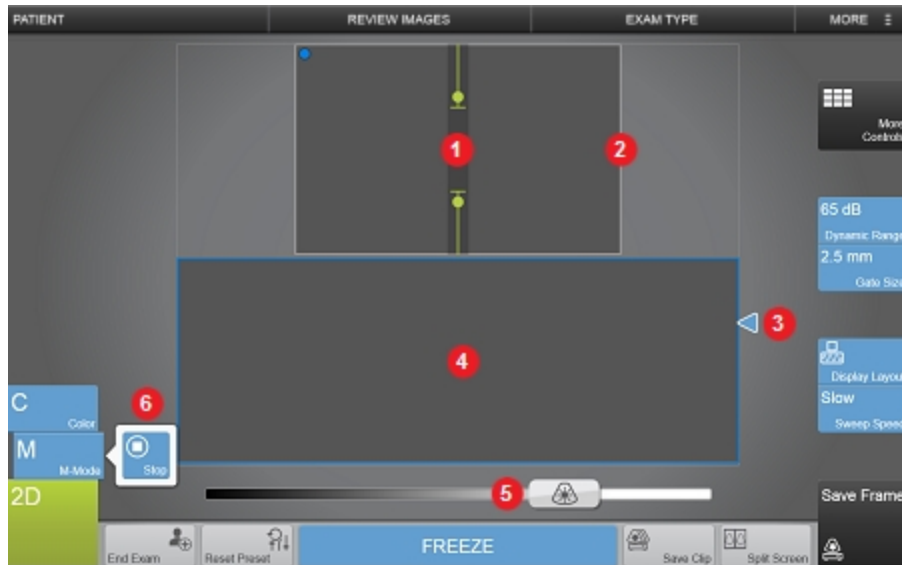 PATIENT
REVIEW IMAGES
EXAM TYPE
MORE
1
2
More
Controls
65 dB
Dynamic Range
2.5 mm
Gate Size
3
4
Display Layout
Slow
Sweep Speed
6
C
Color
M
M-Mode
Stop
2D
5
Save Frame
End Exam
Reset Preset
FREEZE
Save Clip
Split Screen